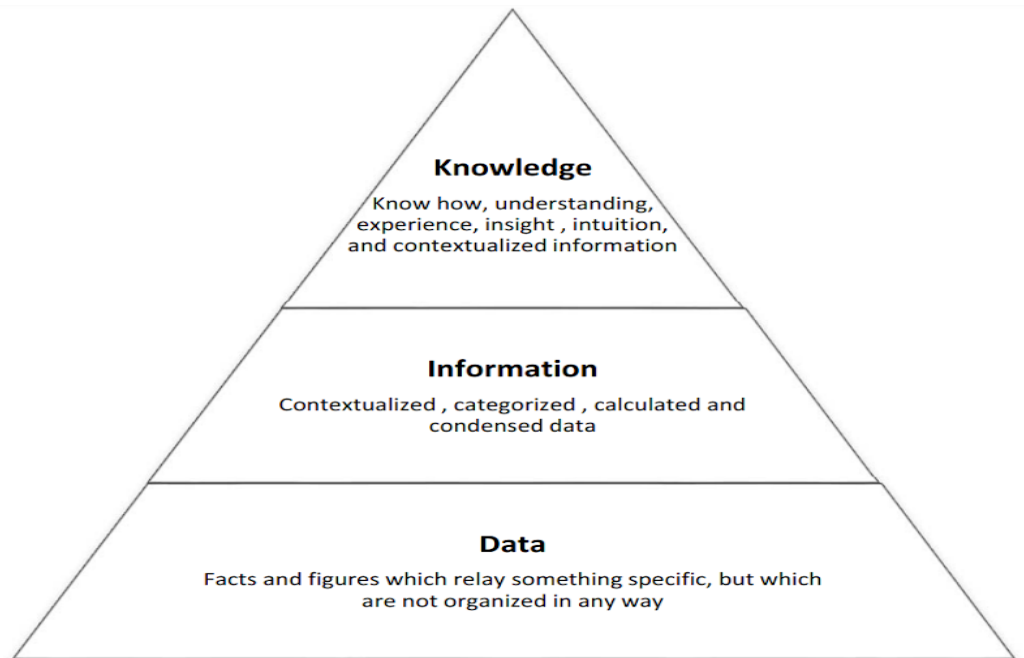 Knowledge
Know how, understanding,
experience, insight , intuition,
and contextualized information
Information
Contextualized , categorized , calculated and
condensed data
Data
Facts and figures which relay something specific, but which
are not organized in any way